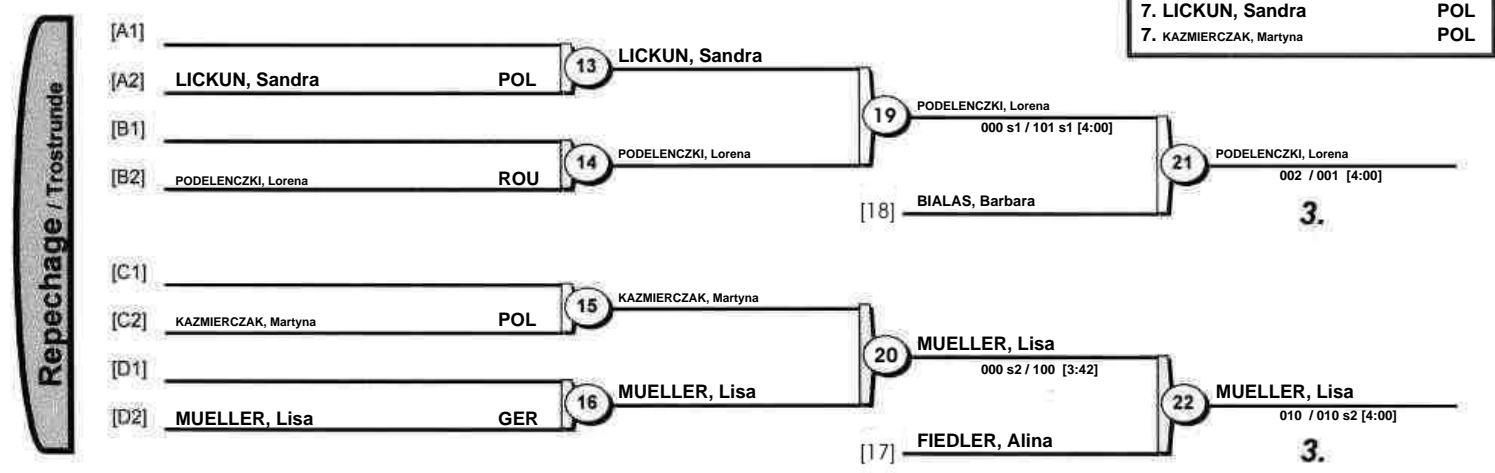 7. LICKUN, Sandra POL
7. KAZMIERCZAK, Martyna POL
Repechage / Trostrunde
[A1]
LICKUN, Sandra
13
[A2] LICKUN, Sandra POL
PODELENCZKI, Lorena
19
000 s1 / 101 s1 [4:00]
[B1]
14 PODELENCZKI, Lorena
21 PODELENCZKI, Lorena
002 / 001 [4:00]
[B2] PODELENCZKI, Lorena ROU
[18] BIALAS, Barbara
3.
[C1]
15 KAZMIERCZAK, Martyna
[C2] KAZMIERCZAK, Martyna POL
20 MUELLER, Lisa
000 s2 / 100 [3:42]
[D1]
16 MUELLER, Lisa
22 MUELLER, Lisa
010 / 010 s2 [4:00]
[D2] MUELLER, Lisa GER
[17] FIEDLER, Alina
3.